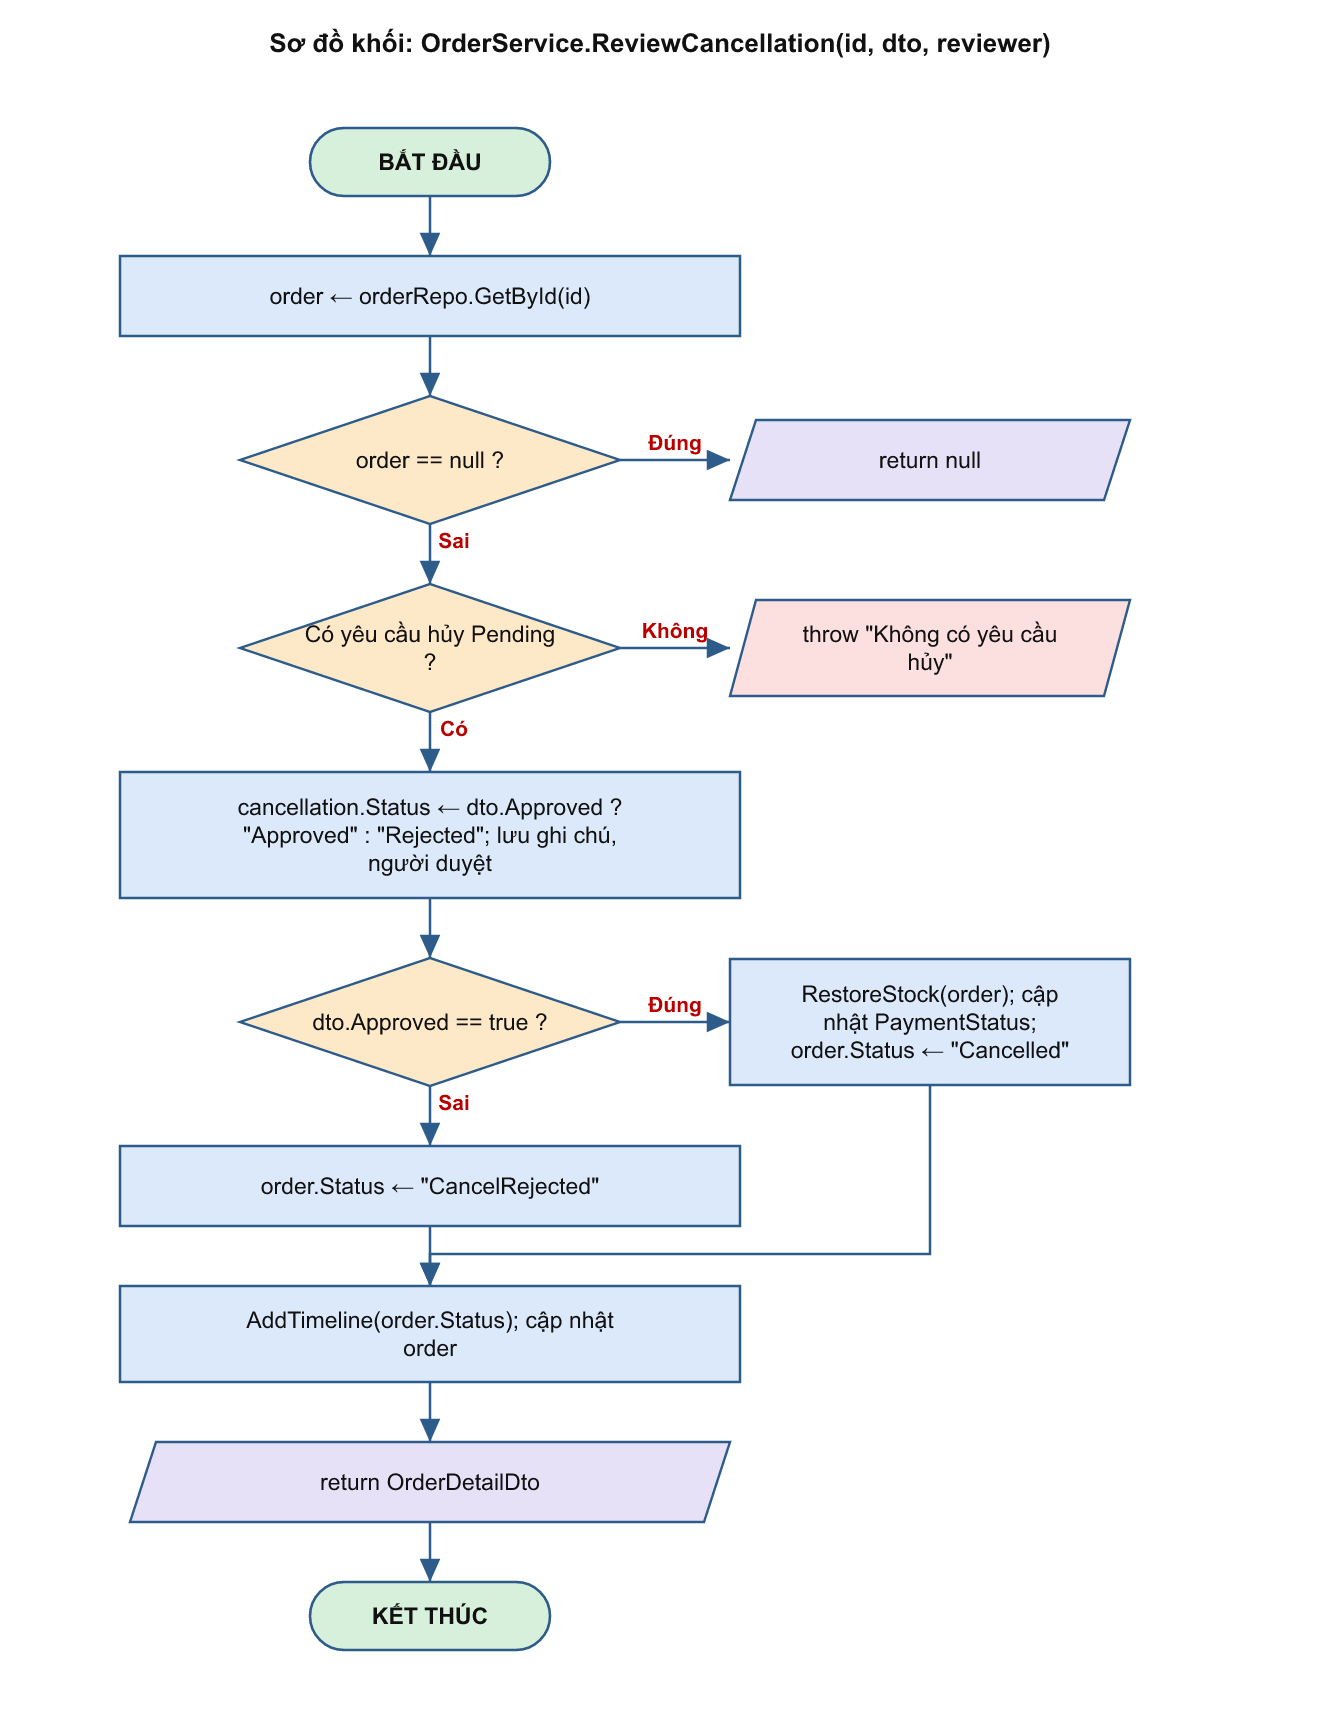 Sơ đồ khối: OrderService.ReviewCancellation(id, dto, reviewer)
BẮT ĐẦU
order ← orderRepo.GetById(id)
order == null ?
Đúng
return null
Sai
Có yêu cầu hủy Pending
?
Không
throw "Không có yêu cầu
hủy"
Có
cancellation.Status ← dto.Approved ?
"Approved" : "Rejected"; lưu ghi chú,
người duyệt
dto.Approved == true ?
Đúng
RestoreStock(order); cập
nhật PaymentStatus;
order.Status ← "Cancelled"
Sai
order.Status ← "CancelRejected"
AddTimeline(order.Status); cập nhật
order
return OrderDetailDto
KẾT THÚC